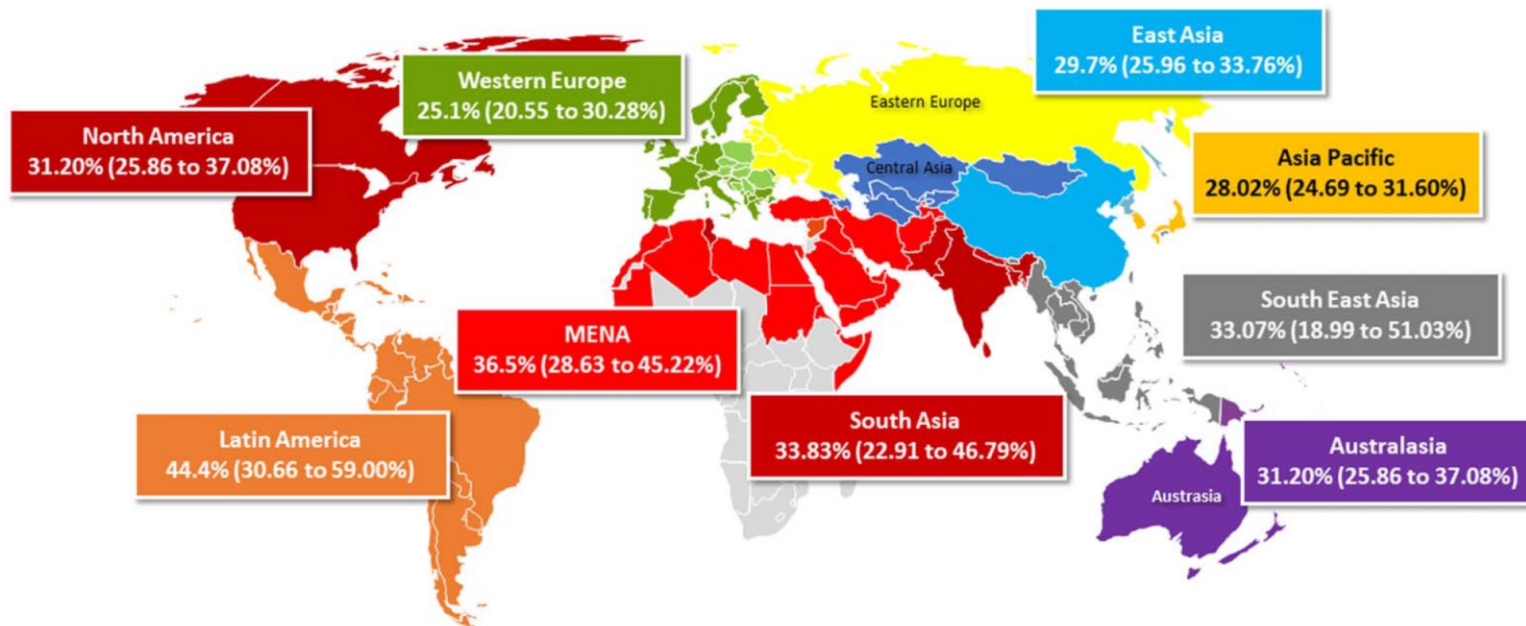 East Asia
29.7% (25.96 to 33.76%)
Western Europe
25.1% (20.55 to 30.28%)
Eastern Europe
North America
31.20% (25.86 to 37.08%)
Central Asia
Asia Pacific
28.02% (24.69 to 31.60%)
South East Asia
33.07% (18.99 to 51.03%)
MENA
36.5% (28.63 to 45.22%)
South Asia
33.83% (22.91 to 46.79%)
Latin America
44.4% (30.66 to 59.00%)
Australasia
31.20% (25.86 to 37.08%)
Austrasia